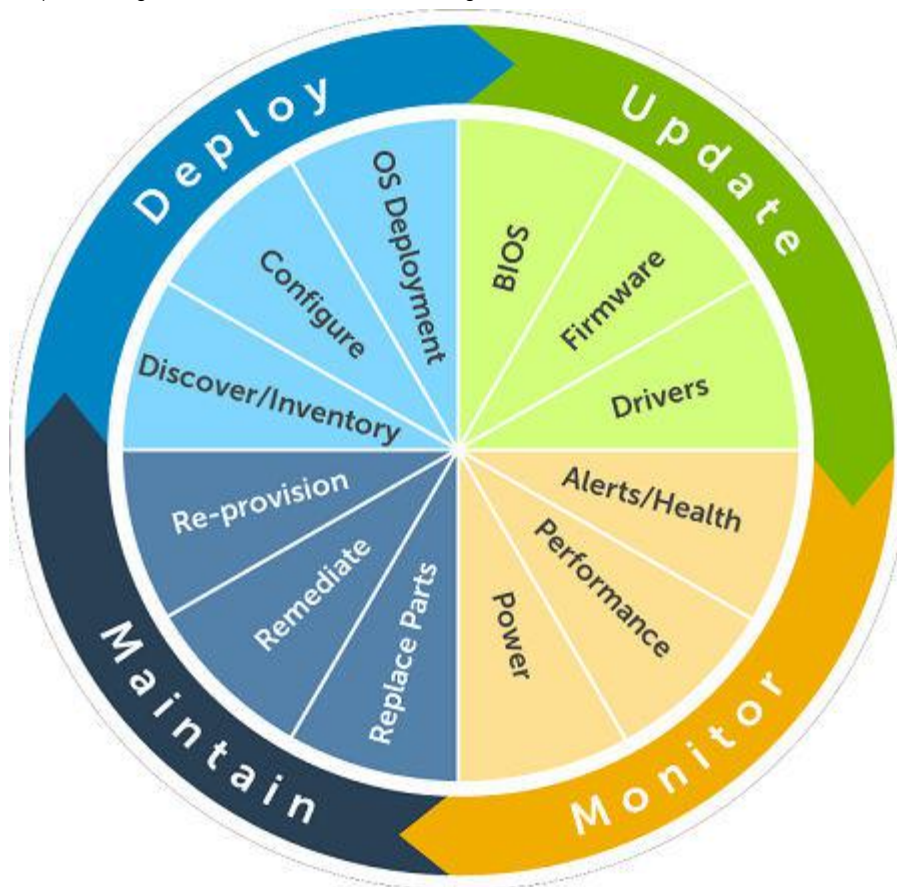 Deploy
Update
Monitor
Maintain
OS Deployment
Configure
Discover/Inventory
BIOS
Firmware
Drivers
Alerts/Health
Performance
Power
Replace Parts
Remediate
Re-provision